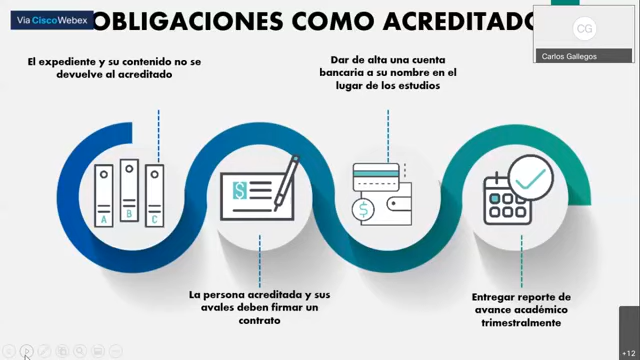 Vía Cisco Webex
OBLIGACIONES COMO ACREDITADO
CG
Carlos Gallegos
El expediente y su contenido no se
devuelve al acreditado
Dar de alta una cuenta
bancaria a su nombre en el
lugar de los estudios
A
B
C
$
$
La persona acreditada y sus
avales deben firmar un
contrato
Entregar reporte de
avance académico
trimestralmente
+12